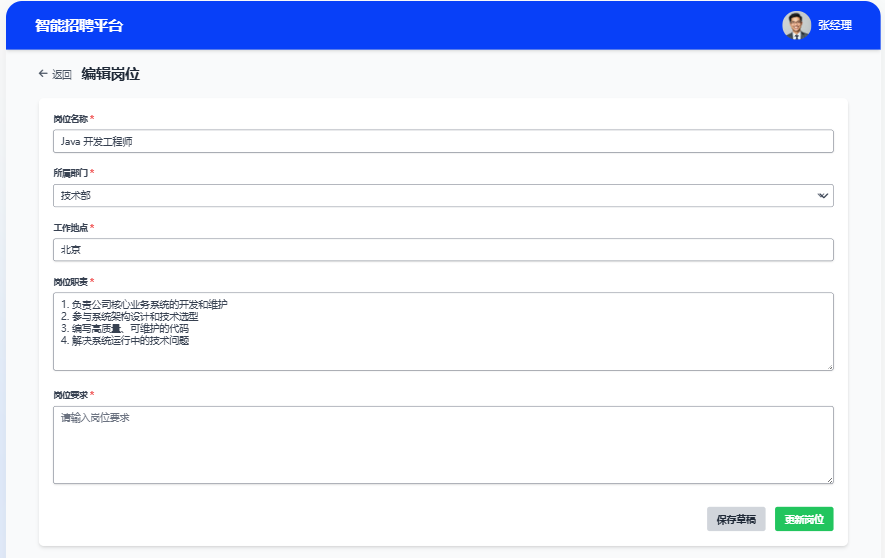 智能招聘平台
张经理
← 返回 编辑岗位
岗位名称 *
Java 开发工程师
所属部门 *
技术部
工作地点 *
北京
岗位职责 *
1. 负责公司核心业务系统的开发和维护
2. 参与系统架构设计和技术选型
3. 编写高质量、可维护的代码
4. 解决系统运行中的技术问题
岗位要求 *
请输入岗位要求
保存草稿
更新岗位